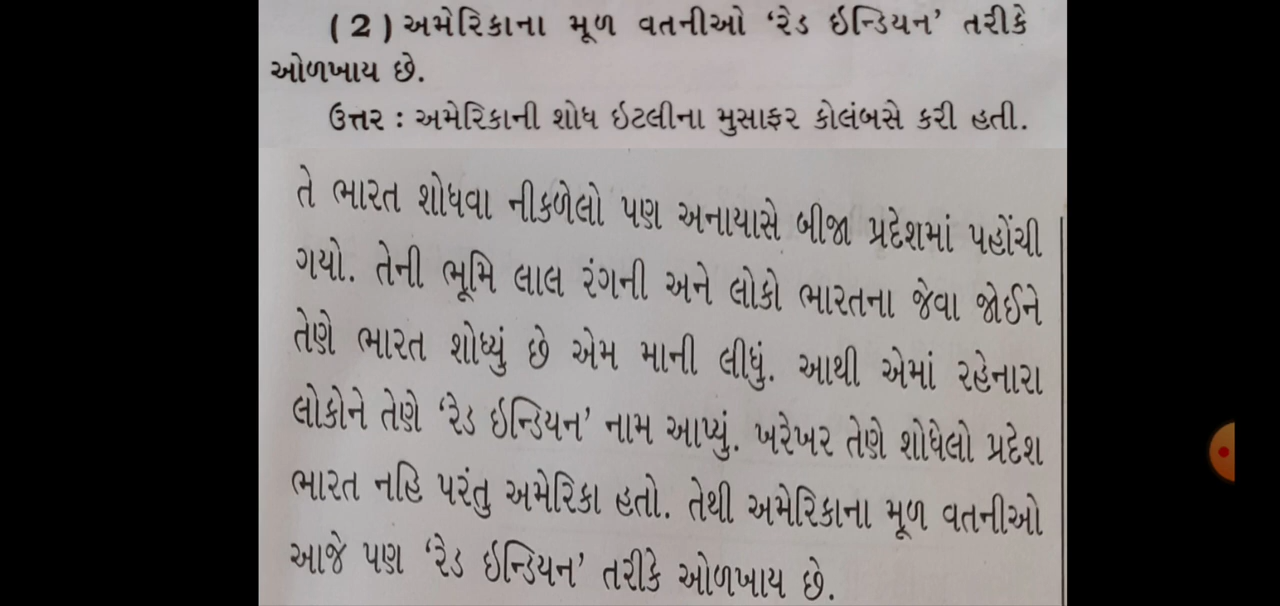 (2) અમેરિકાના મૂળ વતનીઓ ‘રેડ ઇન્ડિયન’ તરીકે
ઓળખાય છે.
ઉત્તર : અમેરિકાની શોધ ઇટલીના મુસાફર કોલંબસે કરી હતી.
તે ભારત શોધવા નીકળેલો પણ અનાયાસે બીજા પ્રદેશમાં પહોંચી
ગયો. તેની ભૂમિ લાલ રંગની અને લોકો ભારતના જેવા જોઈને
તેણે ભારત શોધ્યું છે એમ માની લીધું. આથી એમાં રહેનારા
લોકોને તેણે ‘રેડ ઇન્ડિયન’ નામ આપ્યું. ખરેખર તેણે શોધેલો પ્રદેશ
ભારત નહિ પરંતુ અમેરિકા હતો. તેથી અમેરિકાના મૂળ વતનીઓ
આજે પણ ‘રેડ ઇન્ડિયન’ તરીકે ઓળખાય છે.